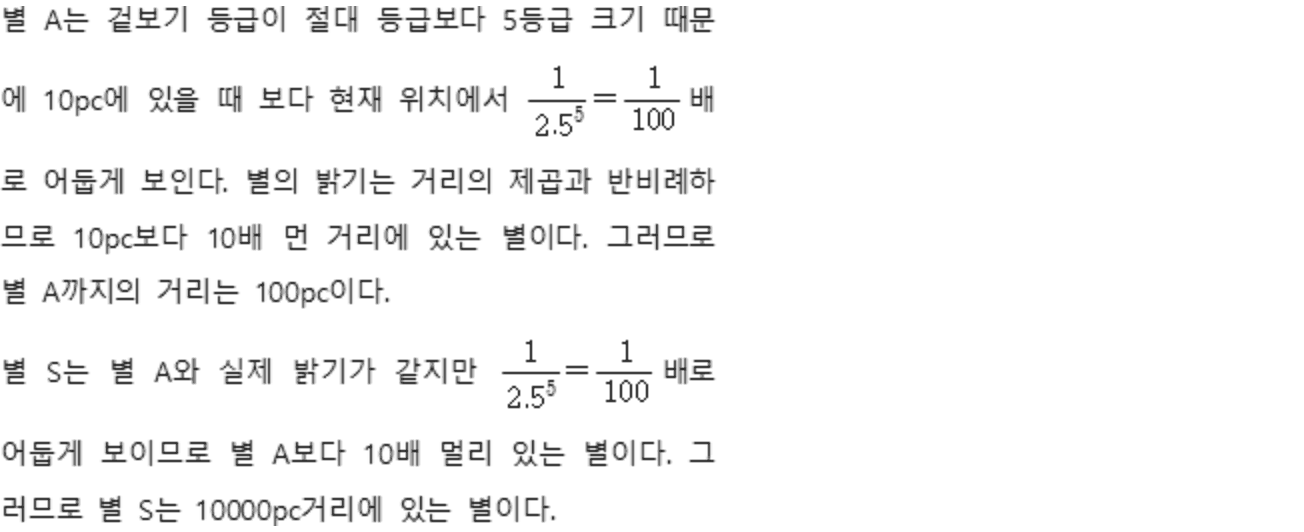 별 A는 겉보기 등급이 절대 등급보다 5등급 크기 때문
에 10pc에 있을 때 보다 현재 위치에서 1/2.5⁵ = 1/100 배
로 어둡게 보인다. 별의 밝기는 거리의 제곱과 반비례하
므로 10pc보다 10배 먼 거리에 있는 별이다. 그러므로
별 A까지의 거리는 100pc이다.
별 S는 별 A와 실제 밝기가 같지만 1/2.5⁵ = 1/100 배로
어둡게 보이므로 별 A보다 10배 멀리 있는 별이다. 그
러므로 별 S는 10000pc거리에 있는 별이다.